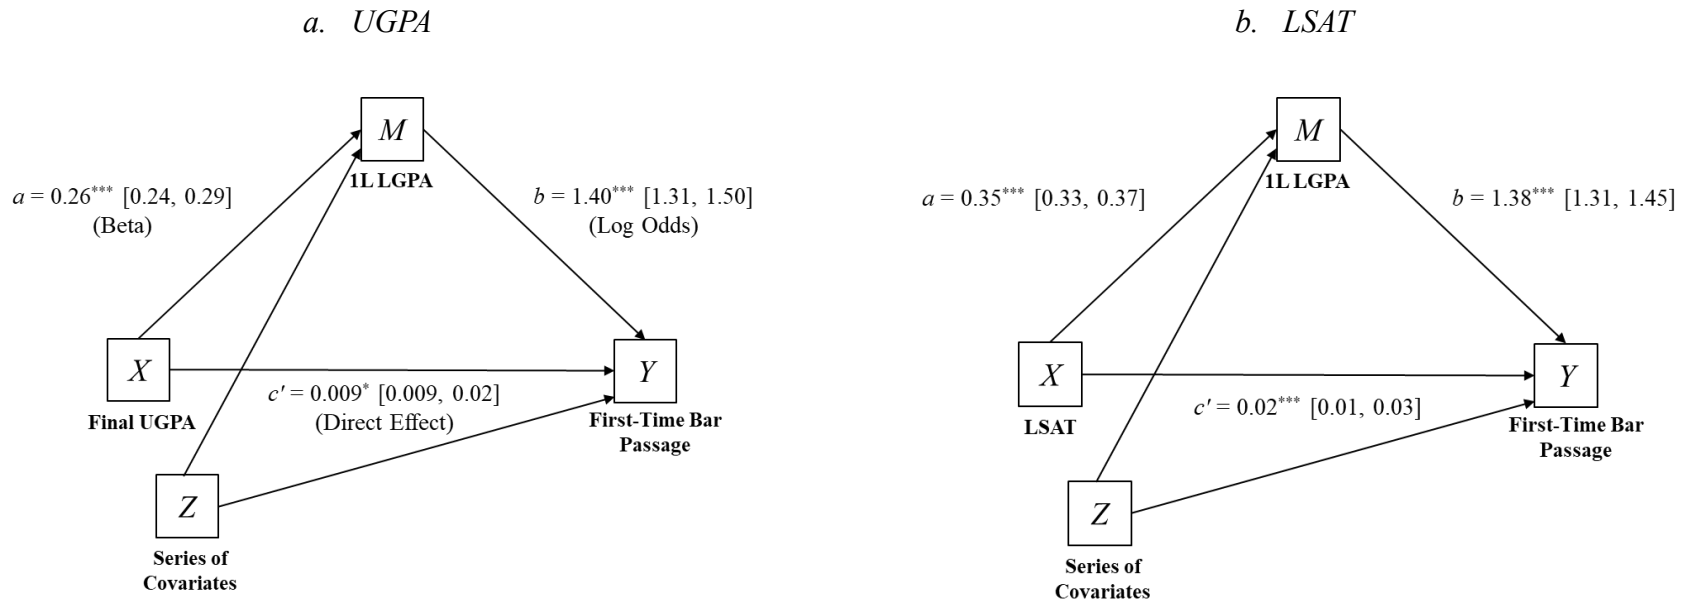 a. UGPA
M
1L LGPA
a = 0.26*** [0.24, 0.29]
(Beta)
b = 1.40*** [1.31, 1.50]
(Log Odds)
X
Final UGPA
c′ = 0.009* [0.009, 0.02]
(Direct Effect)
Y
First-Time Bar
Passage
Z
Series of
Covariates
b. LSAT
M
1L LGPA
a = 0.35*** [0.33, 0.37]
b = 1.38*** [1.31, 1.45]
X
LSAT
c′ = 0.02*** [0.01, 0.03]
Y
First-Time Bar
Passage
Z
Series of
Covariates